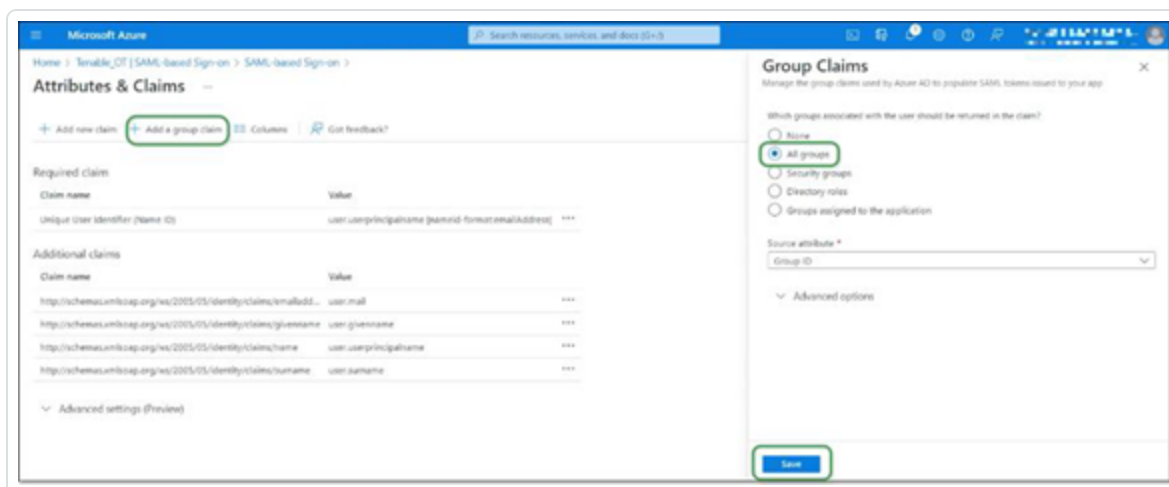 Microsoft Azure
Search resources, services, and docs (G+/)
Home > Tenable_OT | SAML-based Sign-on > SAML-based Sign-on >
Attributes & Claims
Add new claim
Add a group claim
Columns
Got feedback?
Required claim
Claim name Value
Unique User Identifier (Name ID) user.userprincipalname [nameid-format:emailAddress]
Additional claims
Claim name Value
http://schemas.xmlsoap.org/ws/2005/05/identity/claims/emailadd... user.mail
http://schemas.xmlsoap.org/ws/2005/05/identity/claims/givenname user.givenname
http://schemas.xmlsoap.org/ws/2005/05/identity/claims/name user.userprincipalname
http://schemas.xmlsoap.org/ws/2005/05/identity/claims/surname user.surname
Advanced settings (Preview)
Group Claims
Manage the group claims used by Azure AD to populate SAML tokens issued to your app
Which groups associated with the user should be returned in the claim?
None
All groups
Security groups
Directory roles
Groups assigned to the application
Source attribute *
Group ID
Advanced options
Save